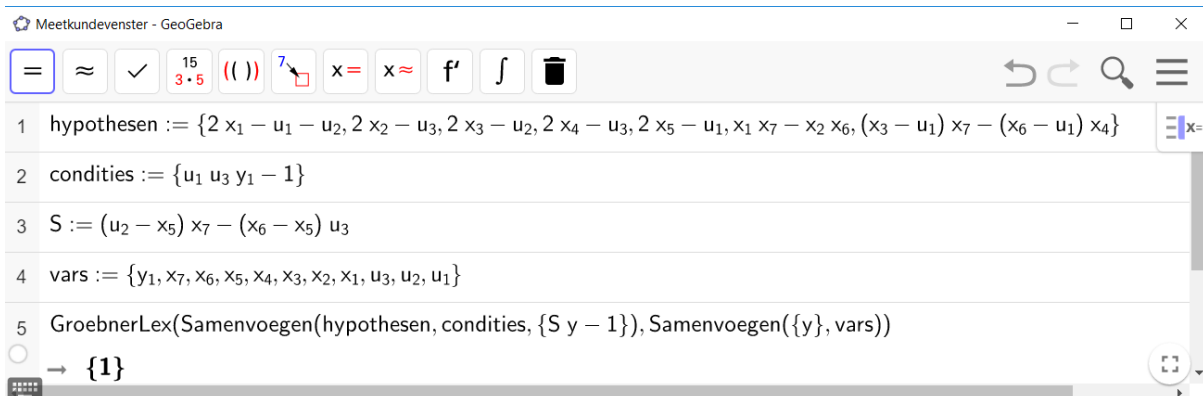 Meetkundevenster - GeoGebra
= ≈ ✓ 15 3·5 (( )) 7 x = x ≈ f′ ∫
1 hypothesen := {2 x₁ − u₁ − u₂, 2 x₂ − u₃, 2 x₃ − u₂, 2 x₄ − u₃, 2 x₅ − u₁, x₁ x₇ − x₂ x₆, (x₃ − u₁) x₇ − (x₆ − u₁) x₄} x=
2 condities := {u₁ u₃ y₁ − 1}
3 S := (u₂ − x₅) x₇ − (x₆ − x₅) u₃
4 vars := {y₁, x₇, x₆, x₅, x₄, x₃, x₂, x₁, u₃, u₂, u₁}
5 GroebnerLex(Samenvoegen(hypothesen, condities, {S y − 1}), Samenvoegen({y}, vars))
→ {1}